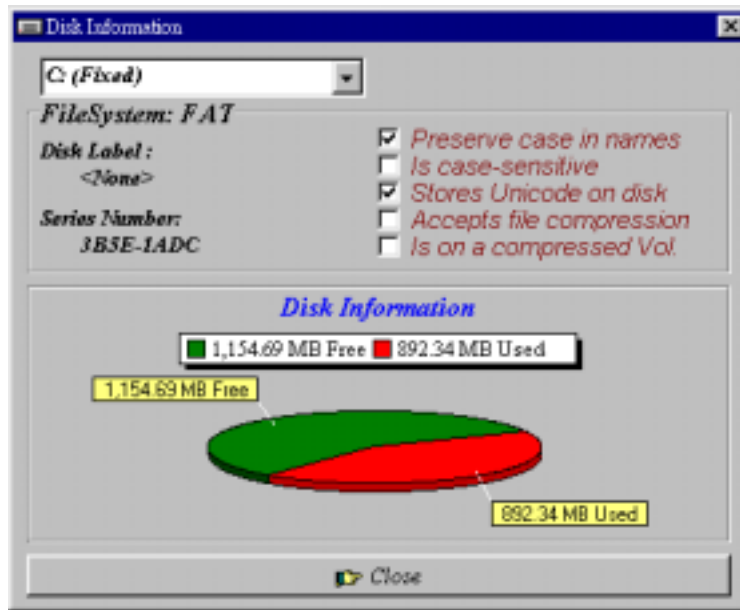 Disk Information
C: (Fixed)
FileSystem: FAT
Disk Label :
<None>
Series Number:
3B5E-1ADC
Preserve case in names
Is case-sensitive
Stores Unicode on disk
Accepts file compression
Is on a compressed Vol.
Disk Information
1,154.69 MB Free 892.34 MB Used
1,154.69 MB Free
892.34 MB Used
Close